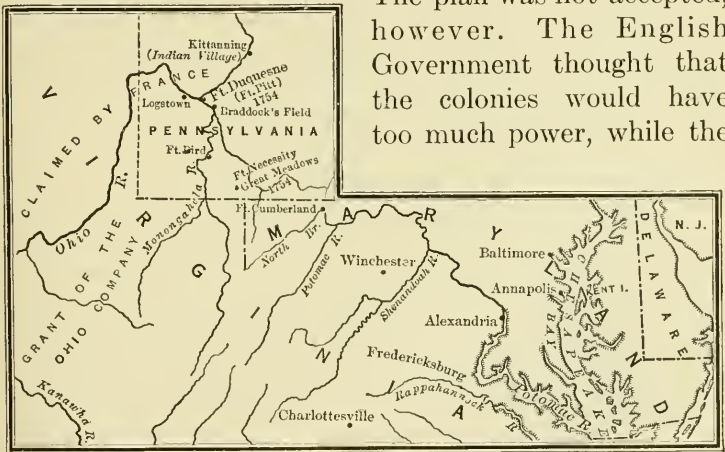 The plan was not accepted,
however. The English
Government thought that
the colonies would have
too much power, while the
Kittanning
(Indian Village)
CLAIMED BY FRANCE
Ft. Duquesne
(Ft. Pitt)
1754
Logstown
Braddock's Field
PENNSYLVANIA
Ft. Bird
Ft. Necessity
Great Meadows
1754
Ohio R.
Monongahela R.
Ft. Cumberland
VIRGINIA
MARYLAND
GRANT OF THE
OHIO COMPANY
North Br.
Potomac R.
Winchester
Shenandoah R.
Baltimore
Annapolis
KENT I.
CHESAPEAKE
BAY
N. J.
DELAWARE
Alexandria
Fredericksburg
Rappahannock R.
Potomac R.
Kanawha R.
Charlottesville